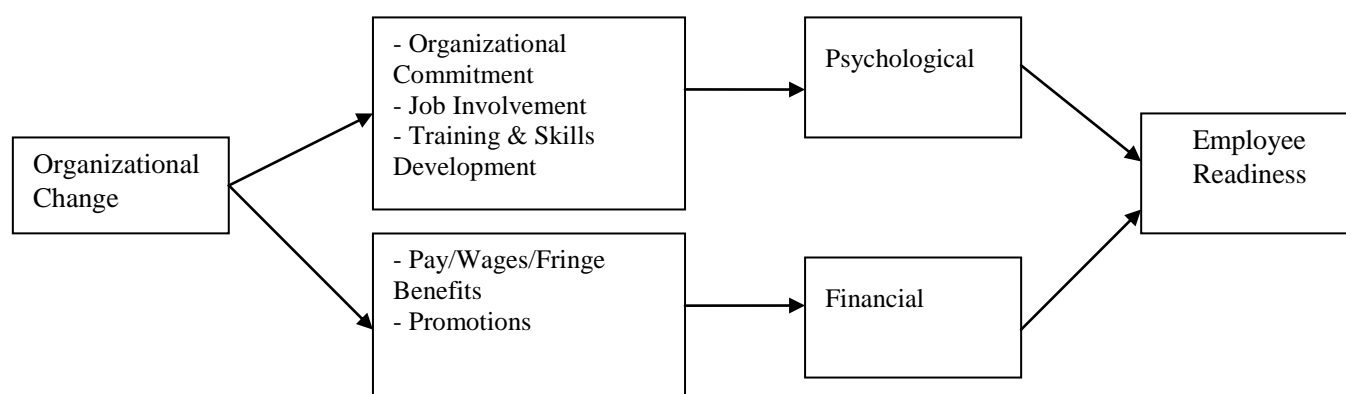 Organizational
Change
- Organizational
Commitment
- Job Involvement
- Training & Skills
Development
- Pay/Wages/Fringe
Benefits
- Promotions
Psychological
Financial
Employee
Readiness